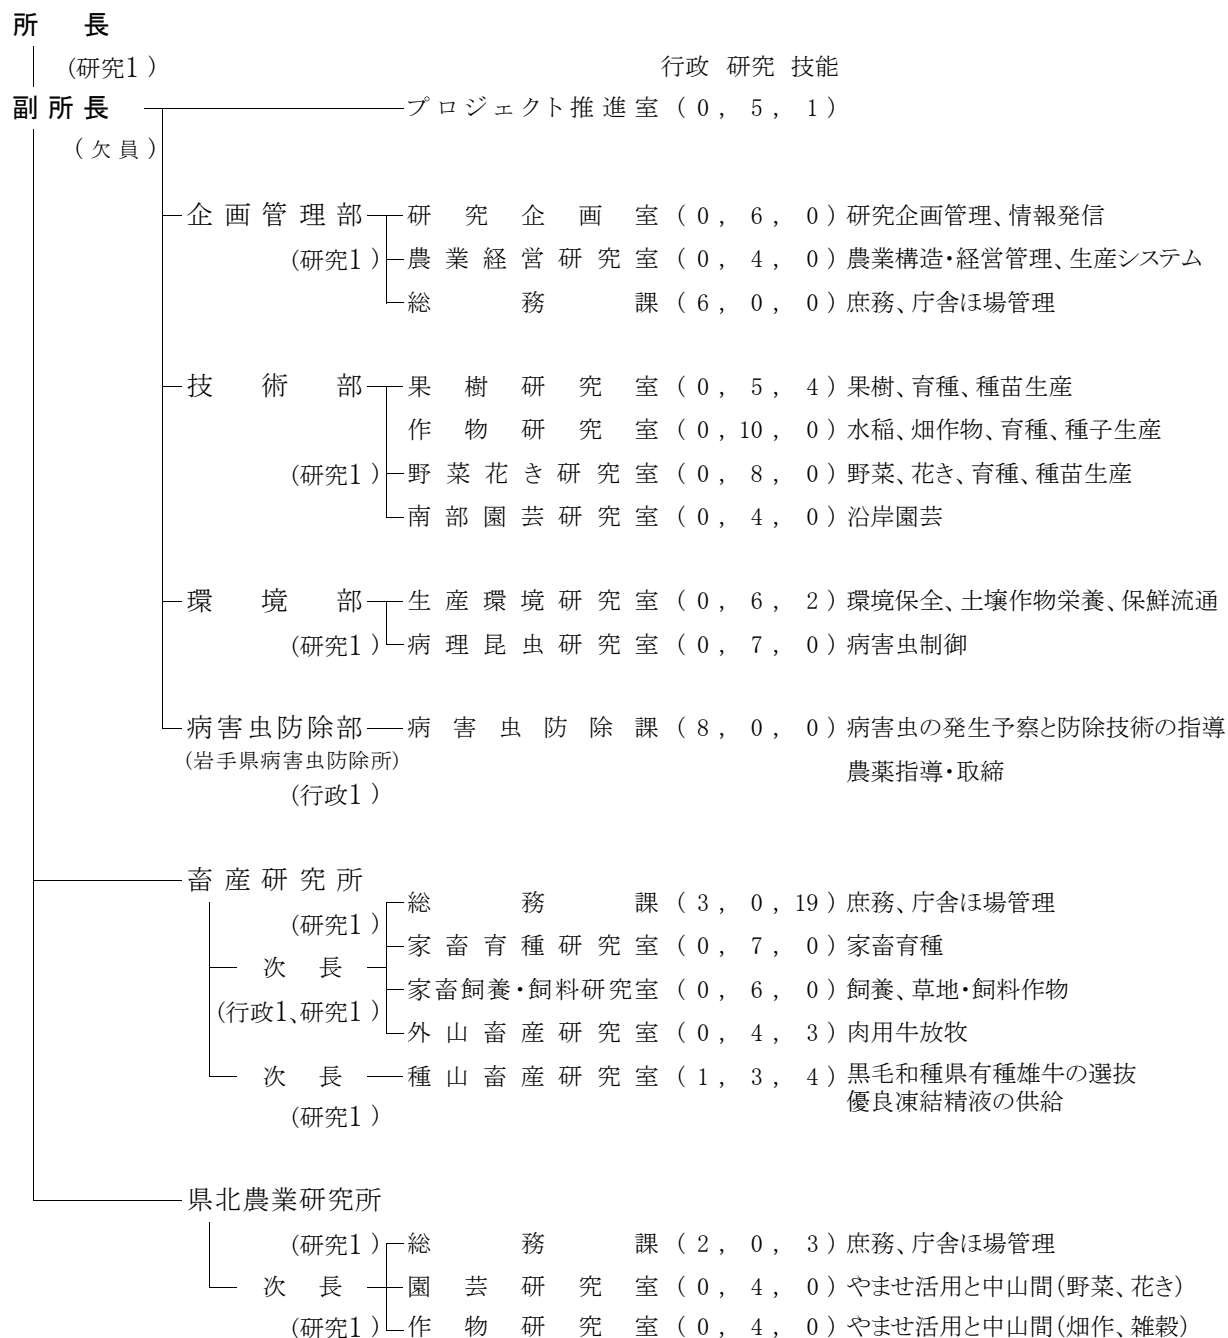 所長
(研究1)
行政 研究 技能
副所長 プロジェクト推進室 (0, 5, 1)
(欠員)
企画管理部 研究企画室 (0, 6, 0) 研究企画管理、情報発信
(研究1) 農業経営研究室 (0, 4, 0) 農業構造・経営管理、生産システム
総務課 (6, 0, 0) 庶務、庁舎ほ場管理
技術部 果樹研究室 (0, 5, 4) 果樹、育種、種苗生産
作物研究室 (0, 10, 0) 水稲、畑作物、育種、種子生産
(研究1) 野菜花き研究室 (0, 8, 0) 野菜、花き、育種、種苗生産
南部園芸研究室 (0, 4, 0) 沿岸園芸
環境部 生産環境研究室 (0, 6, 2) 環境保全、土壌作物栄養、保鮮流通
(研究1) 病理昆虫研究室 (0, 7, 0) 病害虫制御
病害虫防除部 病害虫防除課 (8, 0, 0) 病害虫の発生予察と防除技術の指導
(岩手県病害虫防除所)
農薬指導・取締
(行政1)
畜産研究所
総務課 (3, 0, 19) 庶務、庁舎ほ場管理
(研究1)
家畜育種研究室 (0, 7, 0) 家畜育種
次長
家畜飼養・飼料研究室 (0, 6, 0) 飼養、草地・飼料作物
(行政1、研究1)
外山畜産研究室 (0, 4, 3) 肉用牛放牧
次長 種山畜産研究室 (1, 3, 4) 黒毛和種県有種雄牛の選抜
優良凍結精液の供給
(研究1)
県北農業研究所
(研究1) 総務課 (2, 0, 3) 庶務、庁舎ほ場管理
次長 園芸研究室 (0, 4, 0) やませ活用と中山間(野菜、花き)
(研究1) 作物研究室 (0, 4, 0) やませ活用と中山間(畑作、雑穀)